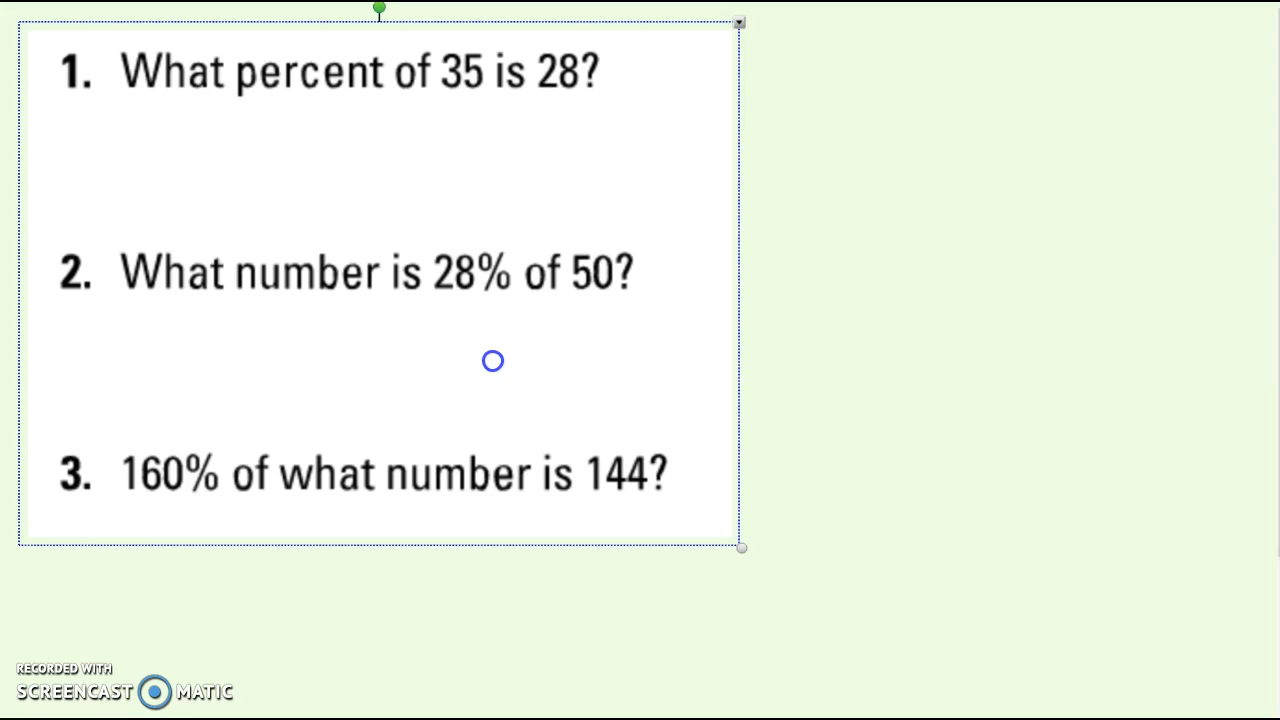 1. What percent of 35 is 28?
2. What number is 28% of 50?
3. 160% of what number is 144?
RECORDED WITH
SCREENCAST MATIC